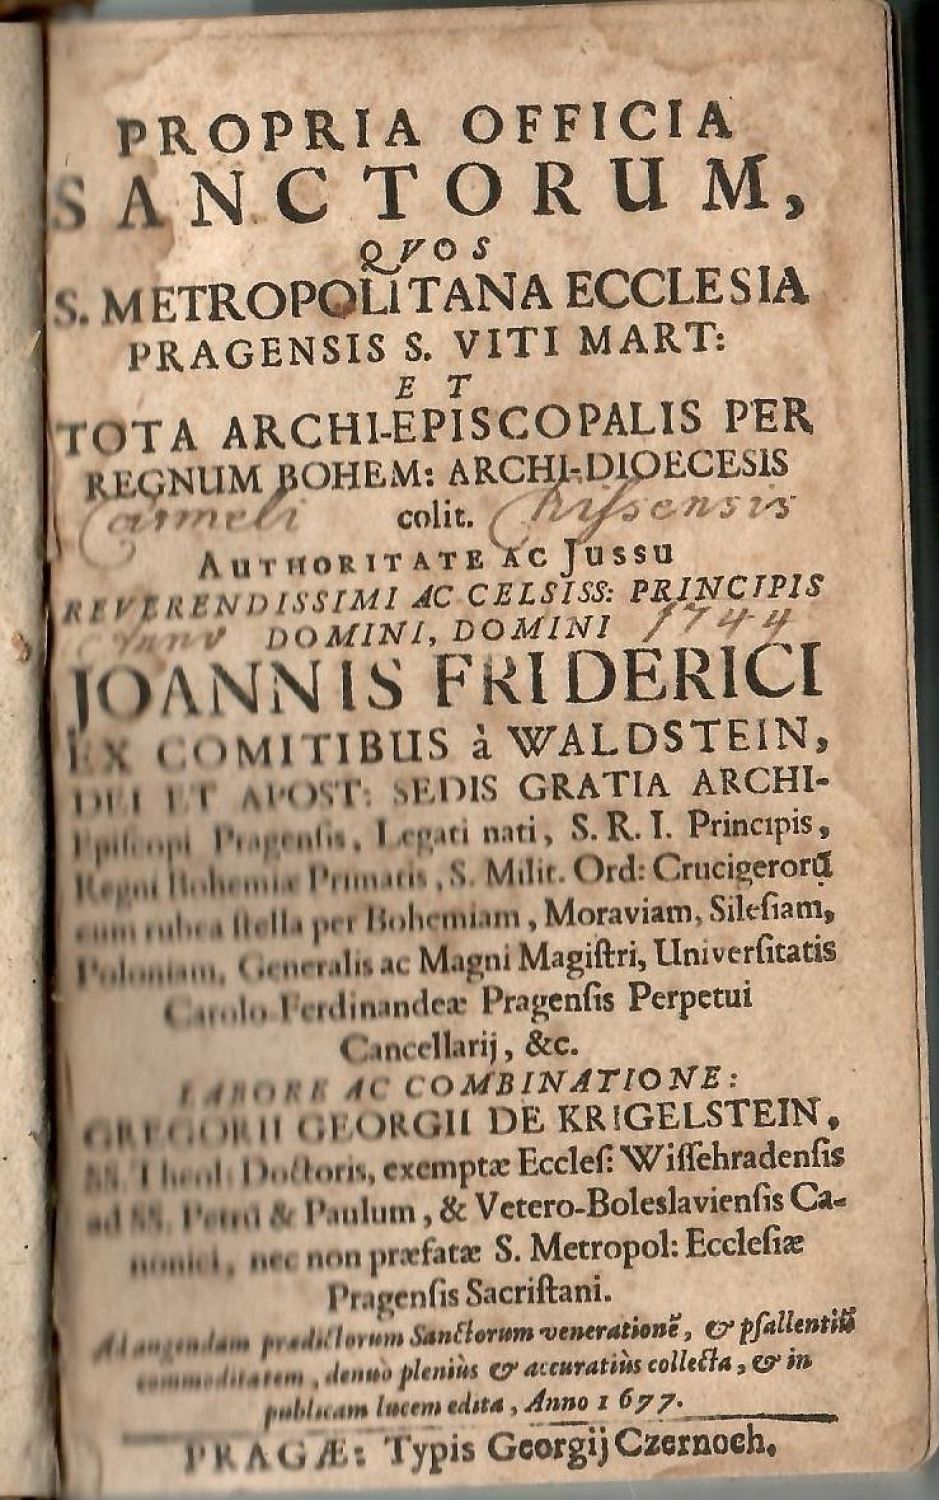 PROPRIA OFFICIA
SANCTORUM,
QVOS
S. METROPOLITANA ECCLESIA
PRAGENSIS S. VITI MART:
ET
TOTA ARCHI-EPISCOPALIS PER
REGNUM BOHEM: ARCHI-DIOECESIS
Carmeli colit. Chissensis
AUTHORITATE AC Jussu
REVERENDISSIMI AC CELSISS: PRINCIPIS
Anno DOMINI, DOMINI 1744
JOANNIS FRIDERICI
EX COMITIBUS à WALDSTEIN,
DEI ET APOST: SEDIS GRATIA ARCHI-
Epiſcopi Pragenſis, Legati nati, S. R. I. Principis,
Regni Bohemiæ Primatis, S. Milit. Ord: Crucigerorũ
cum rubea ſtella per Bohemiam, Moraviam, Sileſiam,
Poloniam, Generalis ac Magni Magiſtri, Univerſitatis
Carolo-Ferdinandeæ Pragenſis Perpetui
Cancellarij, &c.
LABORE AC COMBINATIONE:
GREGORII GEORGII DE KRIGELSTEIN,
SS. Theol: Doctoris, exemptæ Eccleſ: Wiſſehradenſis
ad SS. Petrũ & Paulum, & Vetero-Boleslavienſis Ca-
nonici, nec non præfatæ S. Metropol: Eccleſiæ
Pragenſis Sacriſtani.
Ad augendam prædictorum Sanctorum veneratione͂, & pſallentiũ
commoditatem, denuò pleniùs & accuratiùs collecta, & in
publicam lucem edita, Anno 1677.
PRAGÆ: Typis Georgij Czernoch,